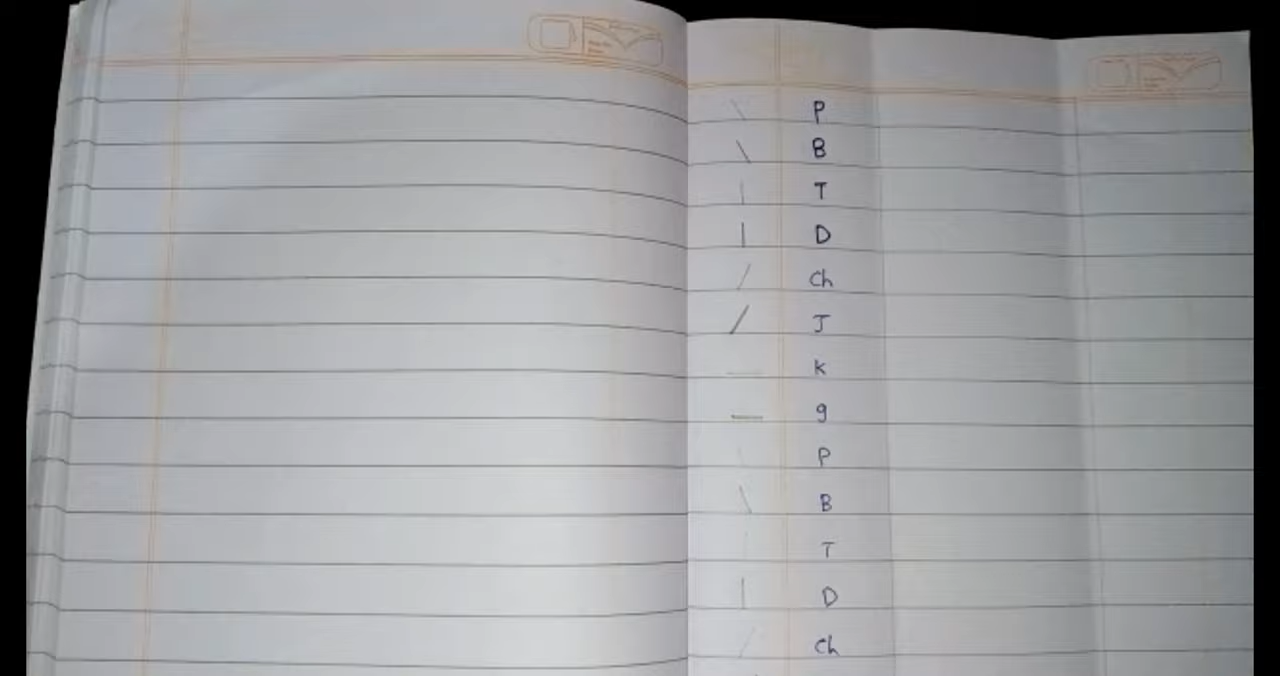 \ P
\ B
| T
| D
/ Ch
/ J
— K
— g
P
\ B
T
| D
/ Ch